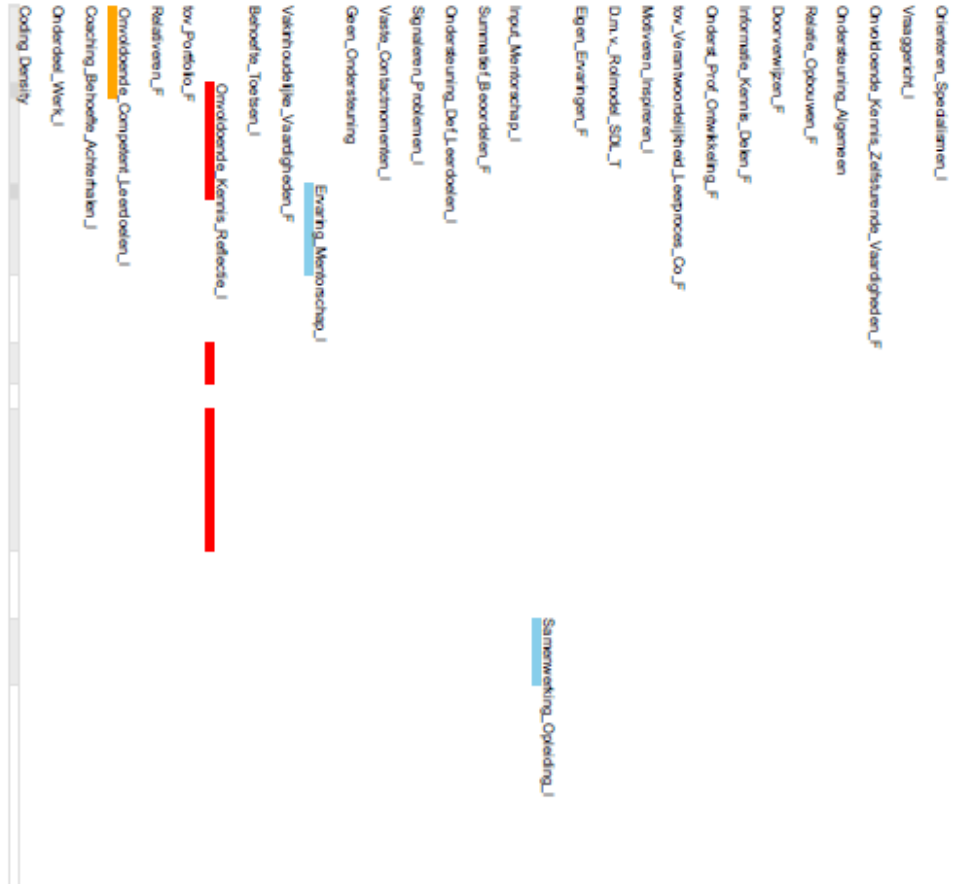 Orienteren_Specialismen_I
Vraaggericht_I
Onvoldoende_Kennis_Zelfsturende_Vaardigheden_F
Ondersteuning_Algemeen
Relatie_Opbouwen_F
Doorverwijzen_F
Informatie_Kennis_Delen_F
Onderst_Prof_Ontwikkeling_F
tov_Verantwoordelijkheid_Leerproces_Co_F
Motiveren_Inspireren_I
D.m.v._Rolmodel_SDL_T
Eigen_Ervaringen_F
Samenwerking_Opleiding_I
Input_Mentorschap_I
Summatief_Beoordelen_F
Ondersteuning_Def_Leerdoelen_I
Signaleren_Problemen_I
Vaste_Contactmomenten_I
Geen_Ondersteuning
Ervaring_Mentorschap_I
Vakinhoudelijke_Vaardigheden_F
Behoefte_Toetsen_I
Onvoldoende_Kennis_Reflectie_I
tov_Portfolio_F
Relativeren_F
Onvoldoende_Competent_Leerdoelen_I
Coaching_Behoefte_Achterhalen_I
Onderdeel_Werk_I
Coding Density